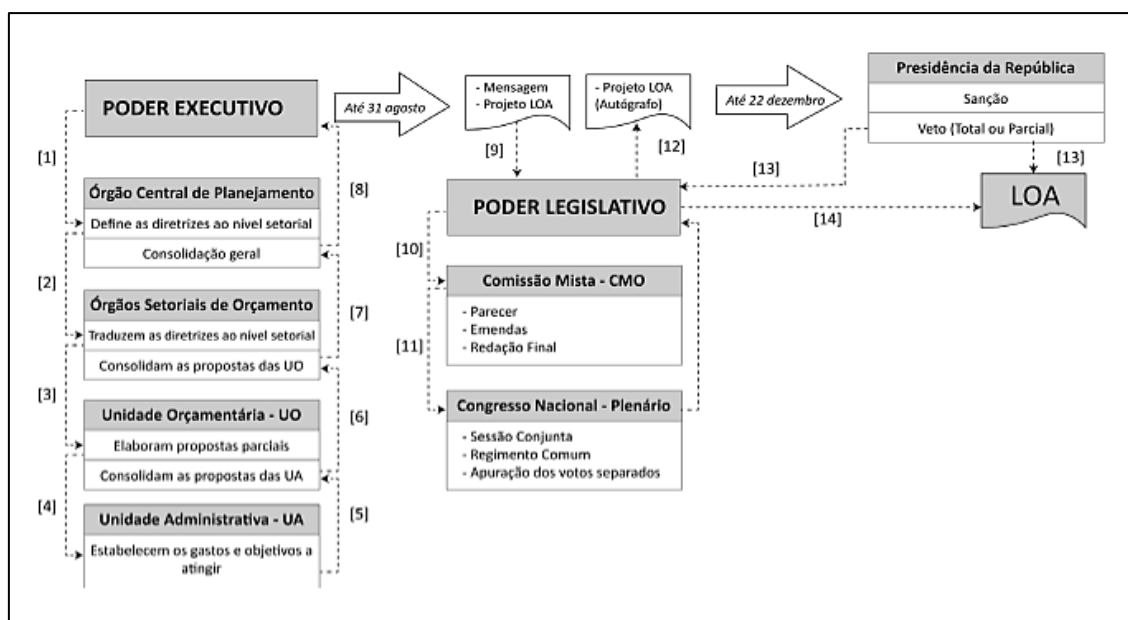 PODER EXECUTIVO
[1]
Órgão Central de Planejamento
Define as diretrizes ao nível setorial
Consolidação geral
[8]
[2]
Órgãos Setoriais de Orçamento
Traduzem as diretrizes ao nível setorial
Consolidam as propostas das UO
[7]
[3]
Unidade Orçamentária - UO
Elaboram propostas parciais
Consolidam as propostas das UA
[6]
[4]
Unidade Administrativa - UA
Estabelecem os gastos e objetivos a
atingir
[5]
Até 31 agosto
- Mensagem
- Projeto LOA
- Projeto LOA
(Autógrafo)
[9]
[12]
PODER LEGISLATIVO
[10]
Comissão Mista - CMO
- Parecer
- Emendas
- Redação Final
[11]
Congresso Nacional - Plenário
- Sessão Conjunta
- Regimento Comum
- Apuração dos votos separados
Até 22 dezembro
Presidência da República
Sanção
Veto (Total ou Parcial)
[13]
[13]
LOA
[14]